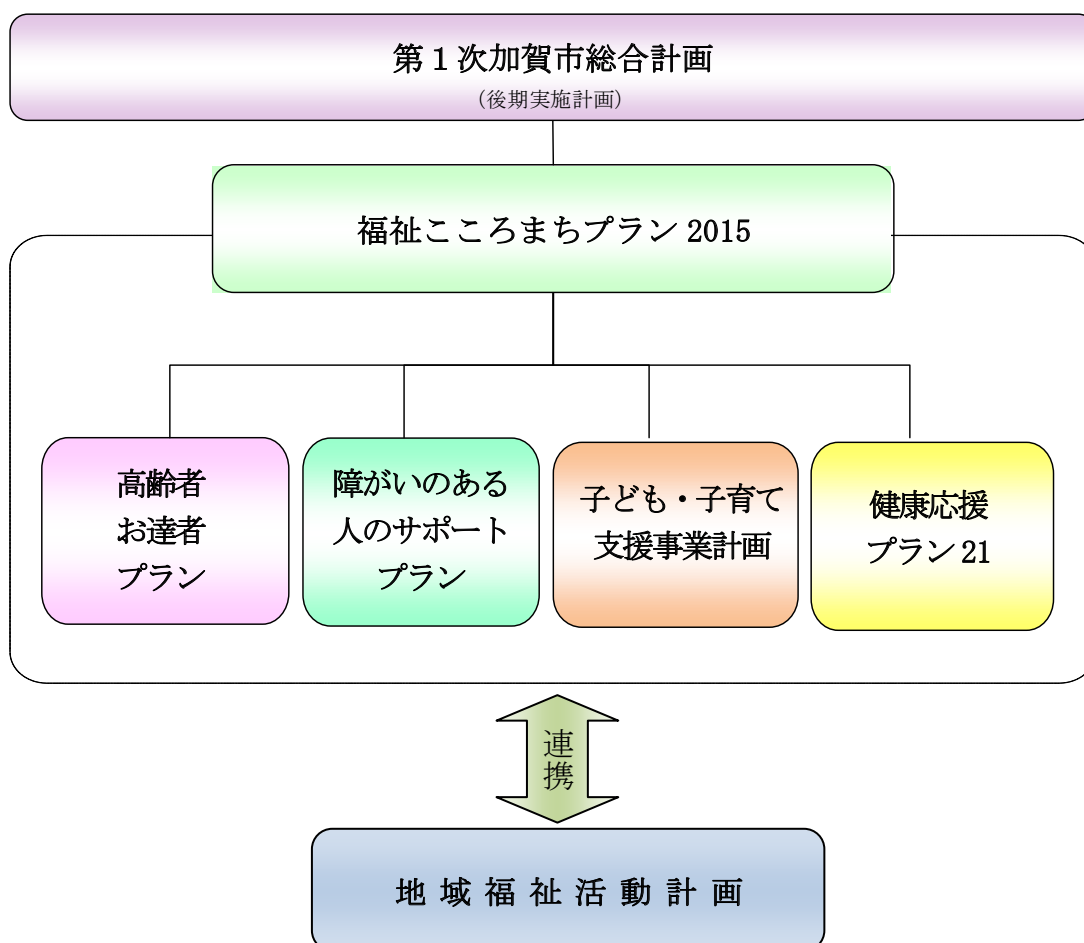 第1次加賀市総合計画
(後期実施計画)
福祉こころまちプラン2015
高齢者
お達者
プラン
障がいのある
人のサポート
プラン
子ども・子育て
支援事業計画
健康応援
プラン21
連携
地域福祉活動計画